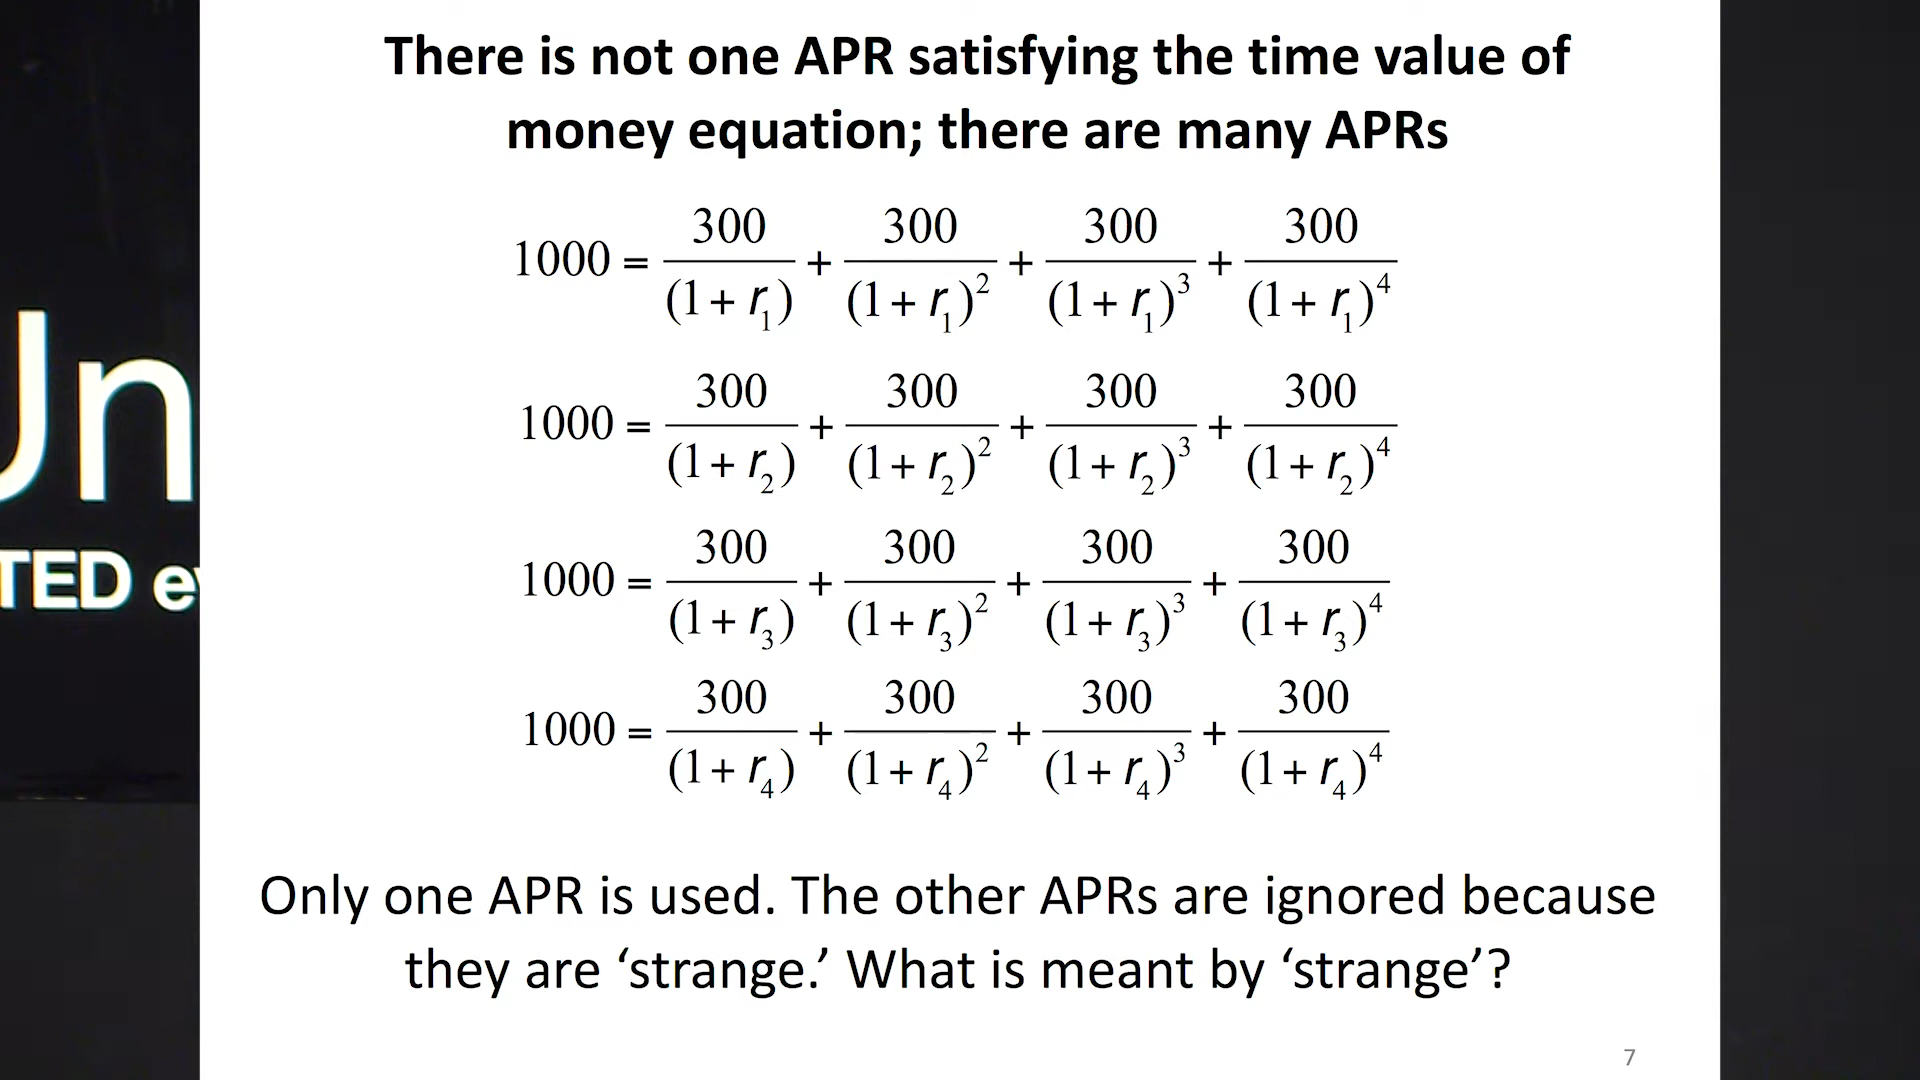 There is not one APR satisfying the time value of
money equation; there are many APRs
1000 = 300/(1 + r₁) + 300/(1 + r₁)² + 300/(1 + r₁)³ + 300/(1 + r₁)⁴
1000 = 300/(1 + r₂) + 300/(1 + r₂)² + 300/(1 + r₂)³ + 300/(1 + r₂)⁴
1000 = 300/(1 + r₃) + 300/(1 + r₃)² + 300/(1 + r₃)³ + 300/(1 + r₃)⁴
1000 = 300/(1 + r₄) + 300/(1 + r₄)² + 300/(1 + r₄)³ + 300/(1 + r₄)⁴
Only one APR is used. The other APRs are ignored because
they are ‘strange.’ What is meant by ‘strange’?
7
Un
TED e